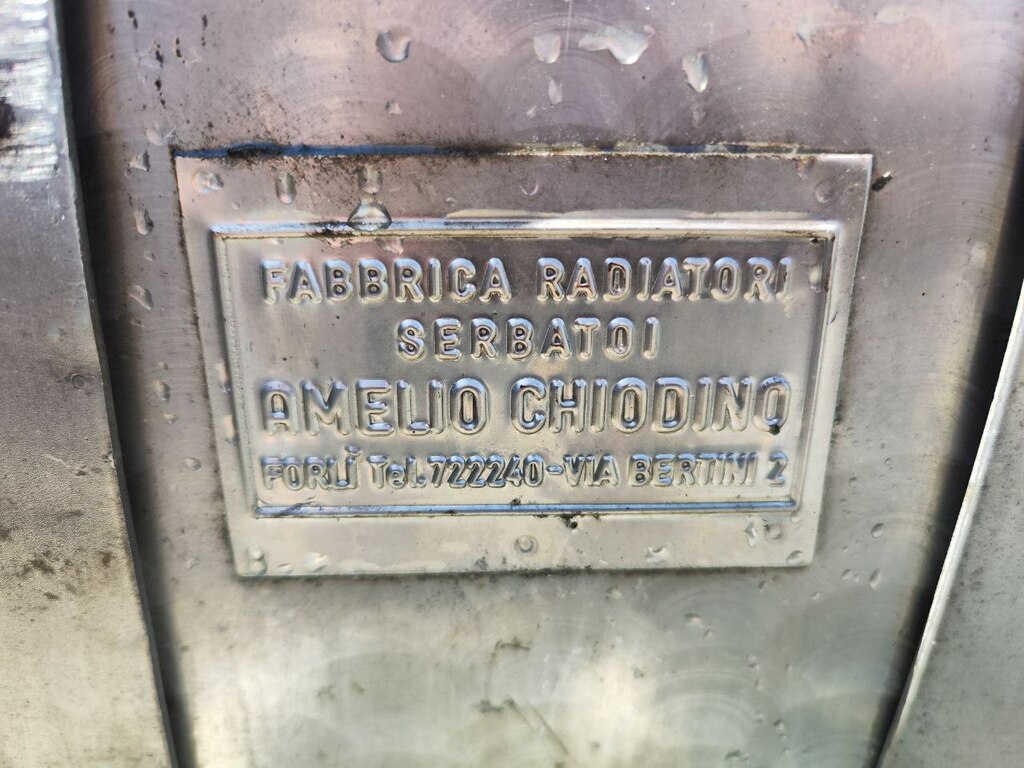 FABBRICA RADIATORI
SERBATOI
AMELIO CHIODINO
FORLÌ Tel. 722240-VIA BERTINI 2